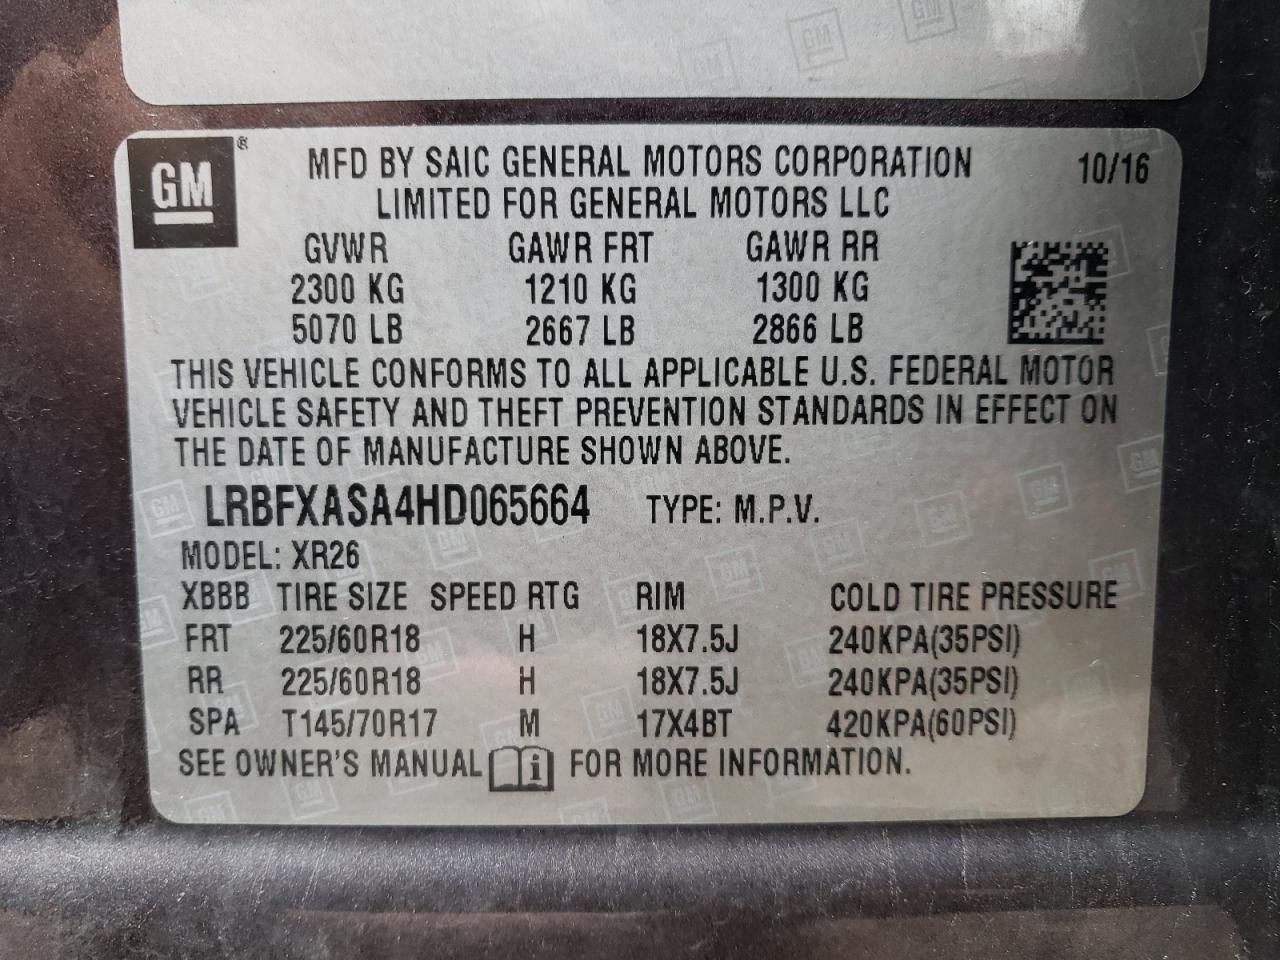 GM ®
MFD BY SAIC GENERAL MOTORS CORPORATION 10/16
LIMITED FOR GENERAL MOTORS LLC
GVWR GAWR FRT GAWR RR
2300 KG 1210 KG 1300 KG
5070 LB 2667 LB 2866 LB
THIS VEHICLE CONFORMS TO ALL APPLICABLE U.S. FEDERAL MOTOR
VEHICLE SAFETY AND THEFT PREVENTION STANDARDS IN EFFECT ON
THE DATE OF MANUFACTURE SHOWN ABOVE.
LRBFXASA4HD065664 TYPE: M.P.V.
MODEL: XR26
XBBB TIRE SIZE SPEED RTG RIM COLD TIRE PRESSURE
FRT 225/60R18 H 18X7.5J 240KPA(35PSI)
RR 225/60R18 H 18X7.5J 240KPA(35PSI)
SPA T145/70R17 M 17X4BT 420KPA(60PSI)
SEE OWNER'S MANUAL i FOR MORE INFORMATION.